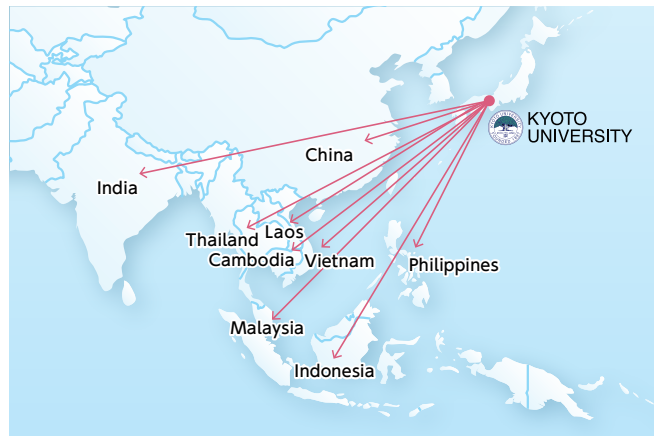 KYOTO
UNIVERSITY
China
India
Thailand
Laos
Cambodia
Vietnam
Philippines
Malaysia
Indonesia